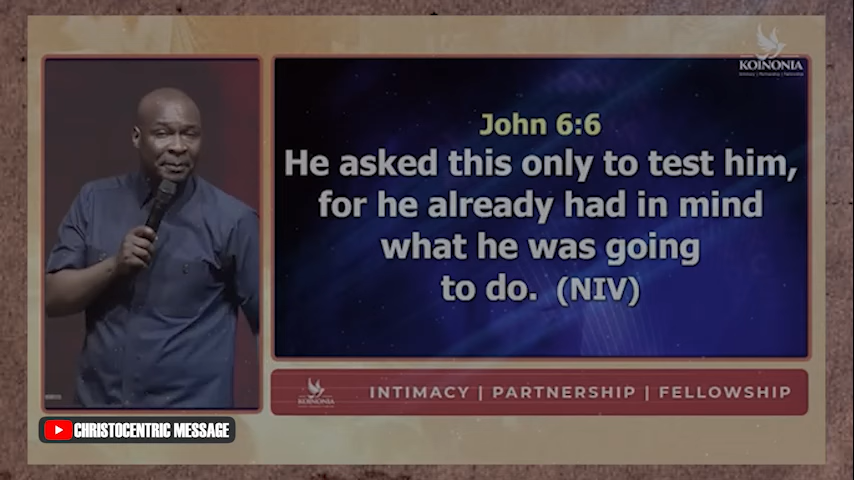 KOINONIA
John 6:6
He asked this only to test him,
for he already had in mind
what he was going
to do. (NIV)
KOINONIA
INTIMACY | PARTNERSHIP | FELLOWSHIP
CHRISTOCENTRIC MESSAGE